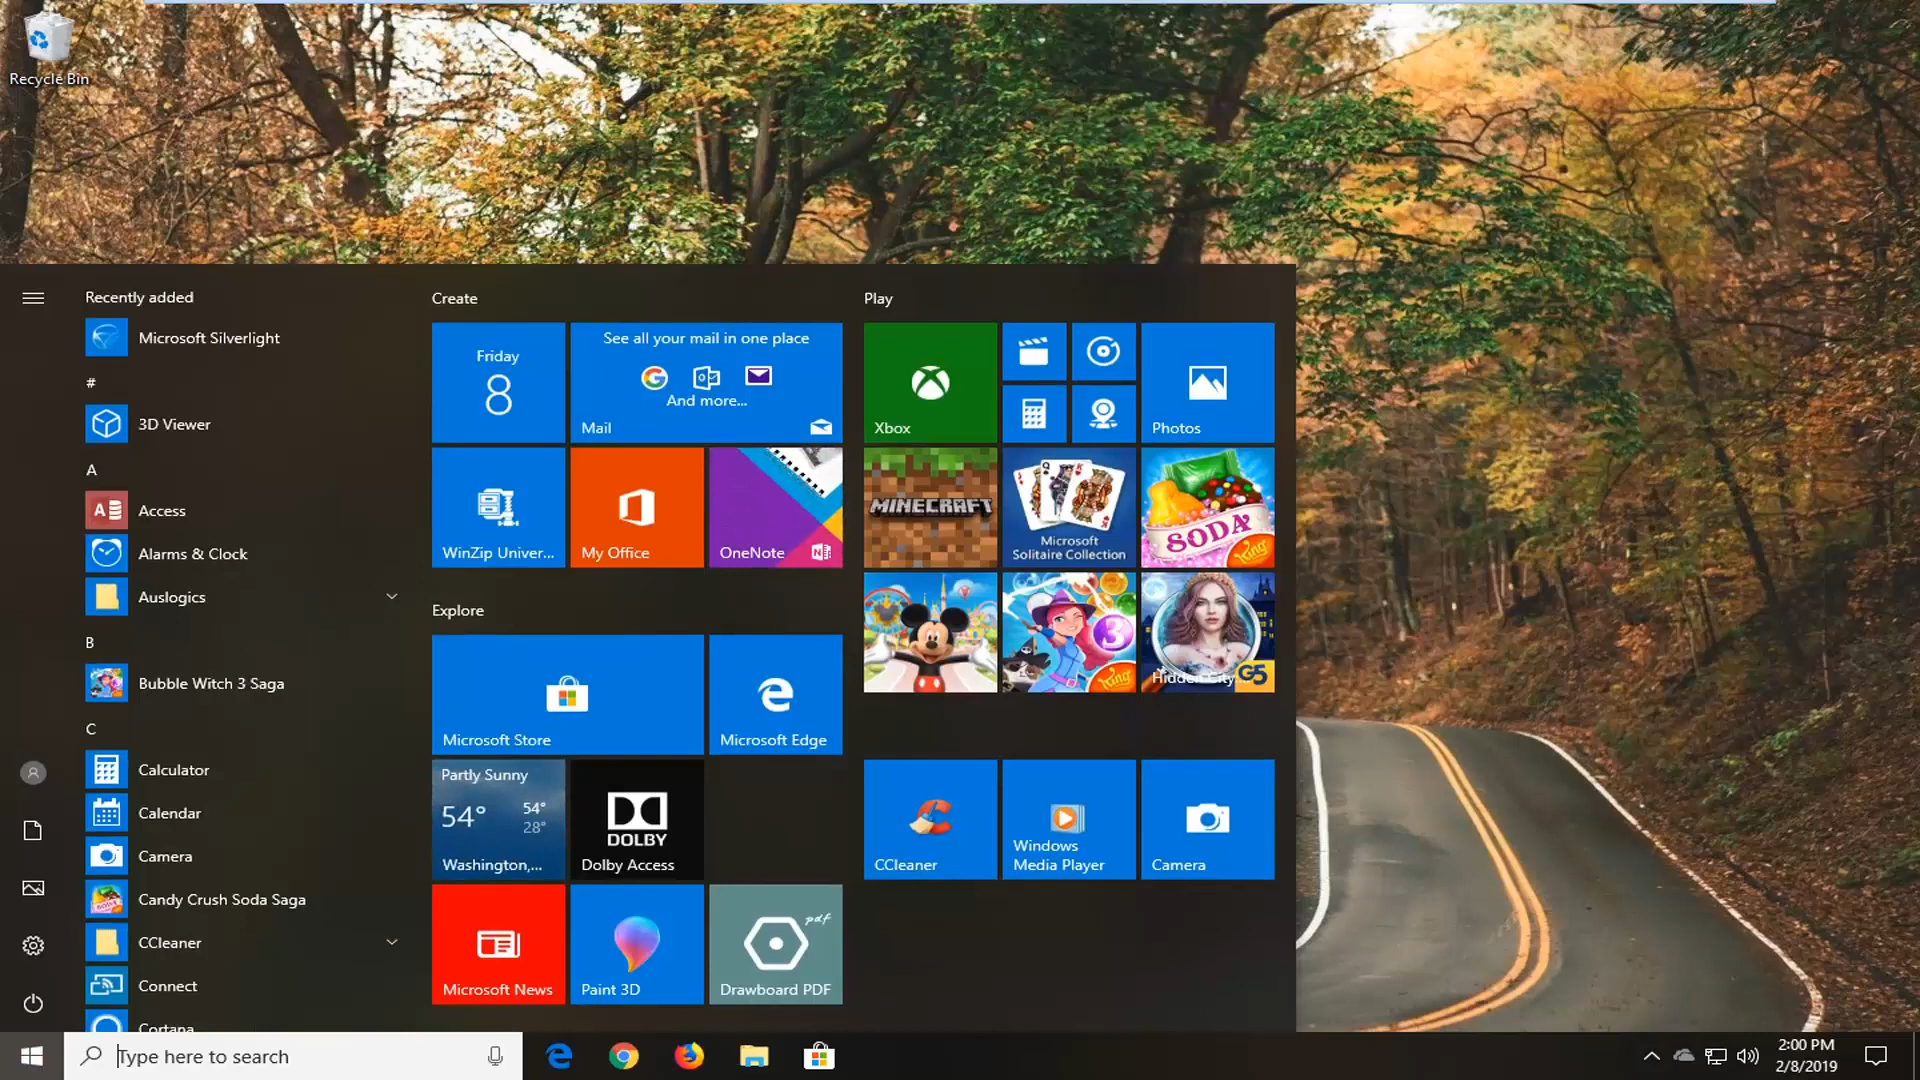 Recycle Bin
Recently added
Microsoft Silverlight
#
3D Viewer
A
Access
Alarms & Clock
Auslogics
B
Bubble Witch 3 Saga
C
Calculator
Calendar
Camera
Candy Crush Soda Saga
CCleaner
Connect
Cortana
Create
Friday
8
See all your mail in one place
And more...
Mail
WinZip Univer...
My Office
OneNote
Explore
Microsoft Store
Microsoft Edge
Partly Sunny
54° 54°
28°
Washington,...
DOLBY
Dolby Access
Microsoft News
Paint 3D
pdf
Drawboard PDF
Play
Xbox
Photos
MINECRAFT
Microsoft
Solitaire Collection
SODA
King
3
King
Hidden City...
G5
CCleaner
Windows
Media Player
Camera
Type here to search
2:00 PM
2/8/2019